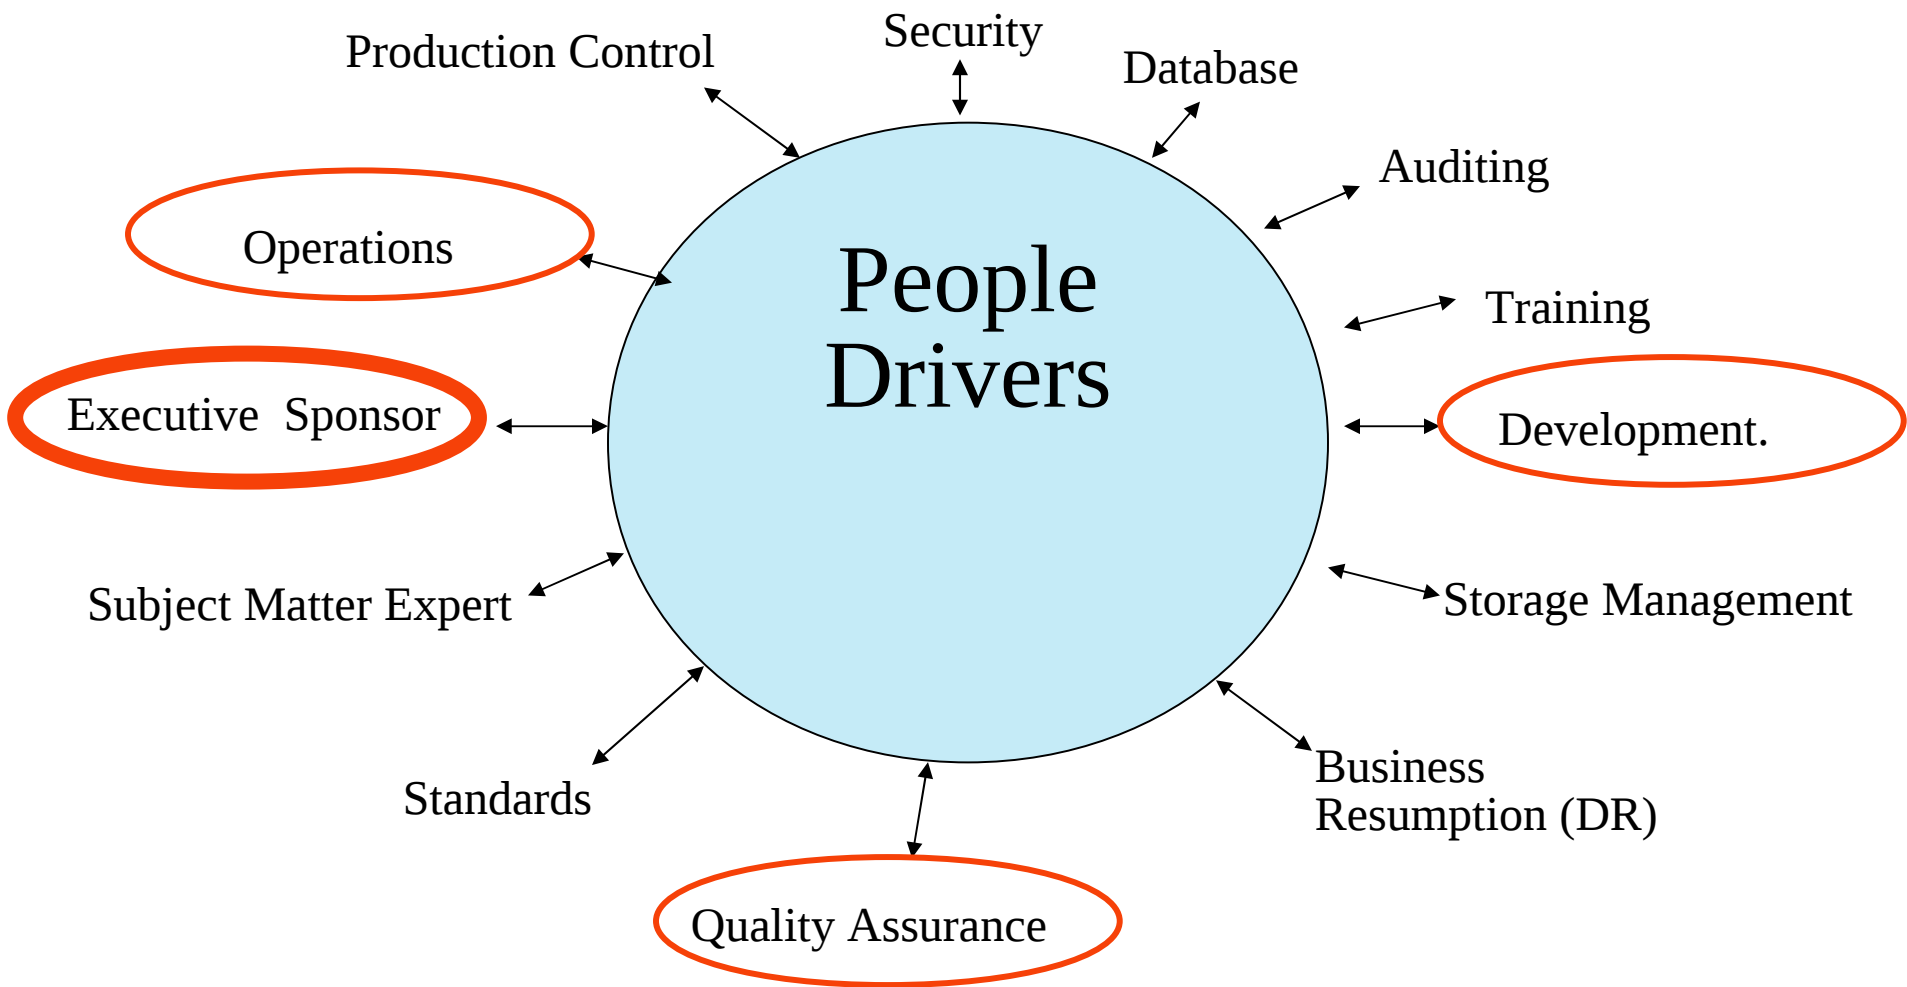 Security
Production Control
Database
Auditing
Operations
People
Drivers
Training
Executive  Sponsor
Development.
Subject Matter Expert
Storage Management
Standards
Business
Resumption (DR)
Quality Assurance